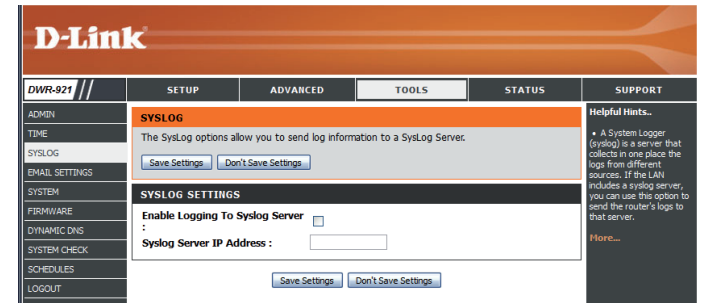 D-Link
DWR-921
SETUP
ADVANCED
TOOLS
STATUS
SUPPORT
ADMIN
TIME
SYSLOG
EMAIL SETTINGS
SYSTEM
FIRMWARE
DYNAMIC DNS
SYSTEM CHECK
SCHEDULES
LOGOUT
SYSLOG
The SysLog options allow you to send log information to a SysLog Server.
Save Settings
Don't Save Settings
SYSLOG SETTINGS
Enable Logging To Syslog Server
:
Syslog Server IP Address :
Save Settings
Don't Save Settings
Helpful Hints..
• A System Logger
(syslog) is a server that
collects in one place the
logs from different
sources. If the LAN
includes a syslog server,
you can use this option to
send the router's logs to
that server.
More...